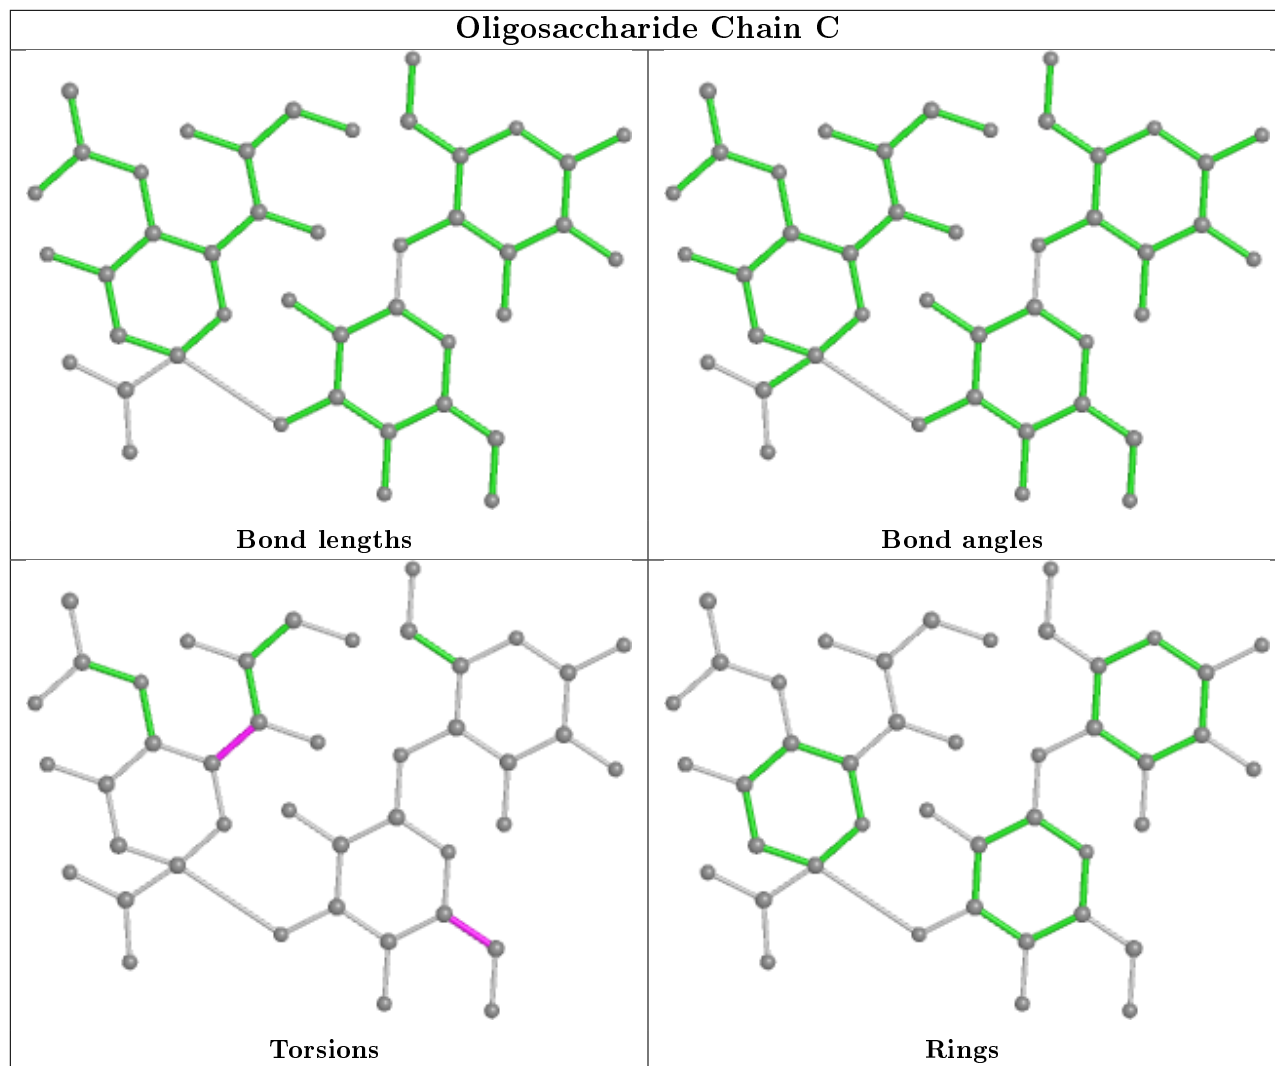 Oligosaccharide Chain C
Bond lengths
Bond angles
Torsions
Rings